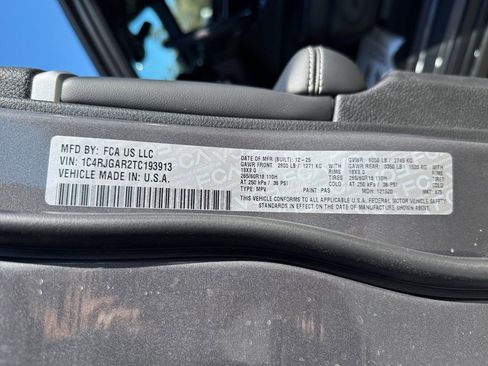 MFD BY: FCA US LLC
VIN: 1C4RJGAR2TC193913
VEHICLE MADE IN: U.S.A.
DATE OF MFR (BUILT): 12-25 GVWR: 6050 LB / 2745 KG
GAWR FRONT: 2800 LB / 1271 KG WITH GAWR REAR: 3350 LB / 1520 KG WITH
18X8.0 RIMS 18X8.0 RIMS
265/60R18 110H TIRES 265/60R18 110H TIRES
AT 250 kPa / 36 PSI COLD AT 250 kPa / 36 PSI COLD
TYPE: MPV PAINT: PAS MDH: 121520 MKT: 675
THIS VEHICLE CONFORMS TO ALL APPLICABLE U.S.A. FEDERAL MOTOR VEHICLE SAFETY
STANDARDS IN EFFECT ON THE DATE OF MANUFACTURE SHOWN ABOVE.